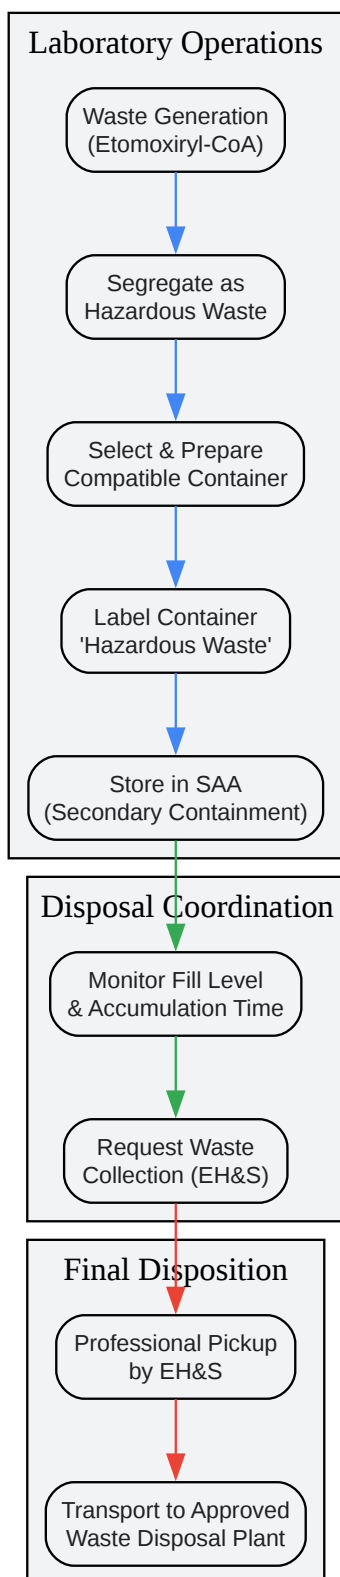 Laboratory Operations
Waste Generation
(Etomoxiryl-CoA)
Segregate as
Hazardous Waste
Select & Prepare
Compatible Container
Label Container
'Hazardous Waste'
Store in SAA
(Secondary Containment)
Disposal Coordination
Monitor Fill Level
& Accumulation Time
Request Waste
Collection (EH&S)
Final Disposition
Professional Pickup
by EH&S
Transport to Approved
Waste Disposal Plant